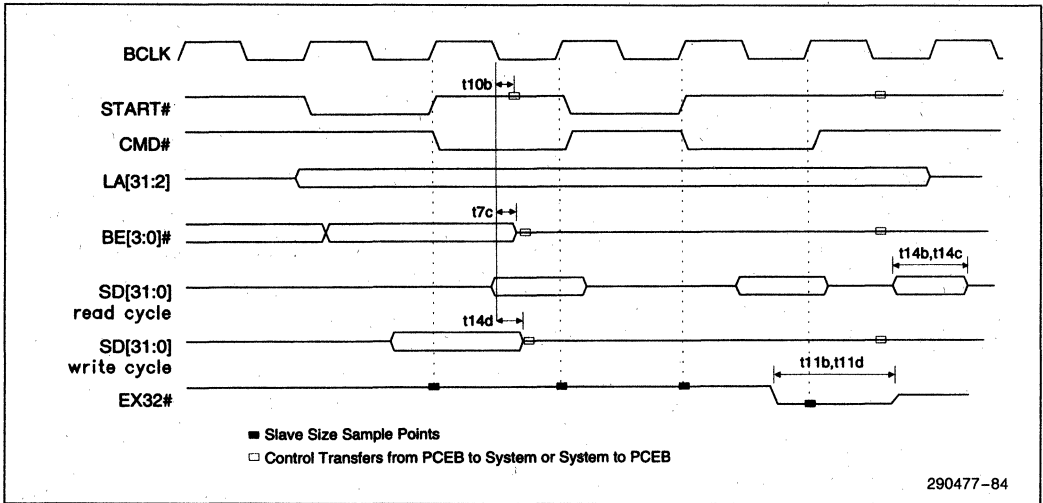 BCLK
t10b
START#
CMD#
LA[31:2]
t7c
BE[3:0]#
t14b,t14c
SD[31:0]
read cycle
t14d
SD[31:0]
write cycle
t11b,t11d
EX32#
Slave Size Sample Points
Control Transfers from PCEB to System or System to PCEB
290477–84